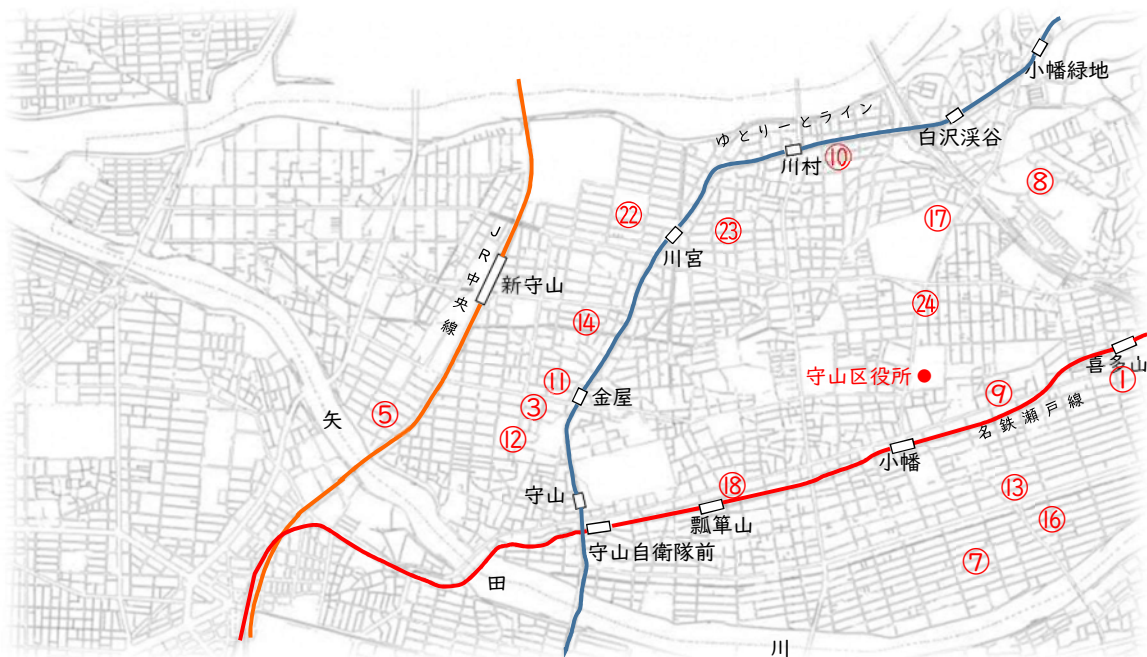 小幡緑地
ゆとりーとライン
白沢渓谷
川村
⑩
⑧
㉒
㉓
⑰
川宮
JR中央線
新守山
⑭
㉔
喜多山
①
守山区役所
⑪
③
金屋
⑤
矢
⑫
⑨
名鉄瀬戸線
小幡
守山
⑱
⑬
瓢箪山
⑯
守山自衛隊前
⑦
田
川